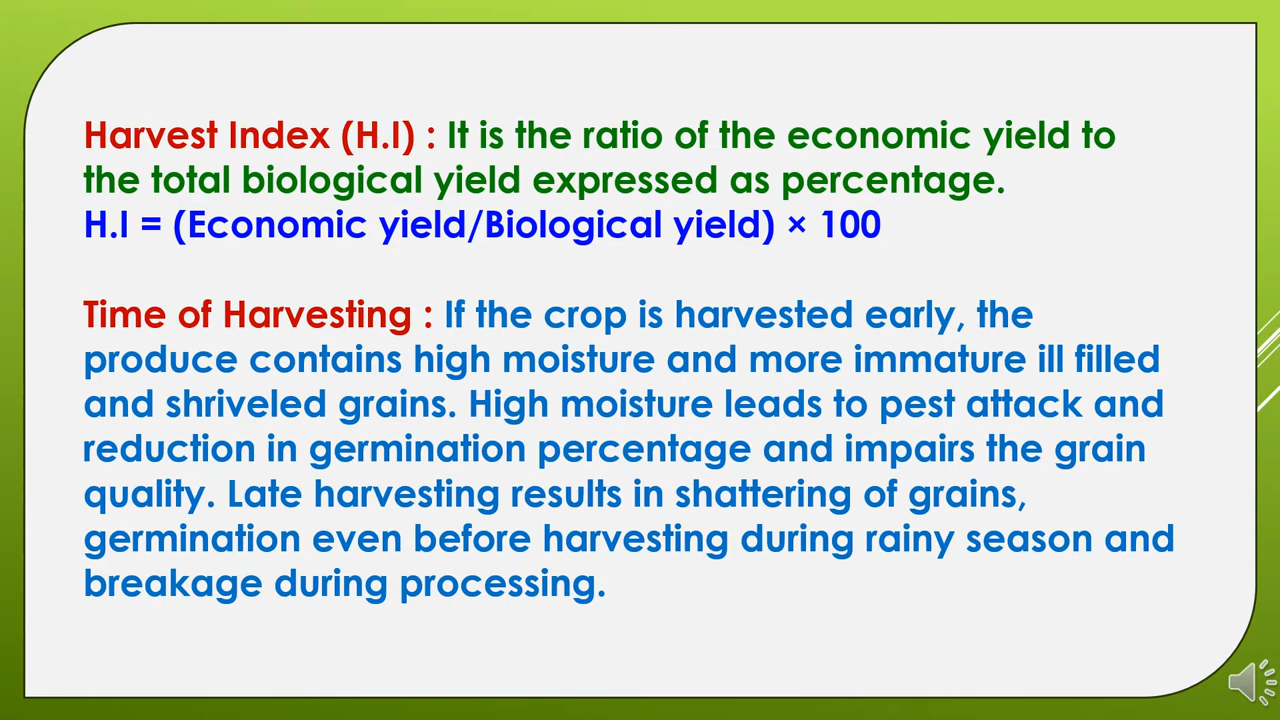 Harvest Index (H.I) : It is the ratio of the economic yield to
the total biological yield expressed as percentage.
H.I = (Economic yield/Biological yield) × 100
Time of Harvesting : If the crop is harvested early, the
produce contains high moisture and more immature ill filled
and shriveled grains. High moisture leads to pest attack and
reduction in germination percentage and impairs the grain
quality. Late harvesting results in shattering of grains,
germination even before harvesting during rainy season and
breakage during processing.